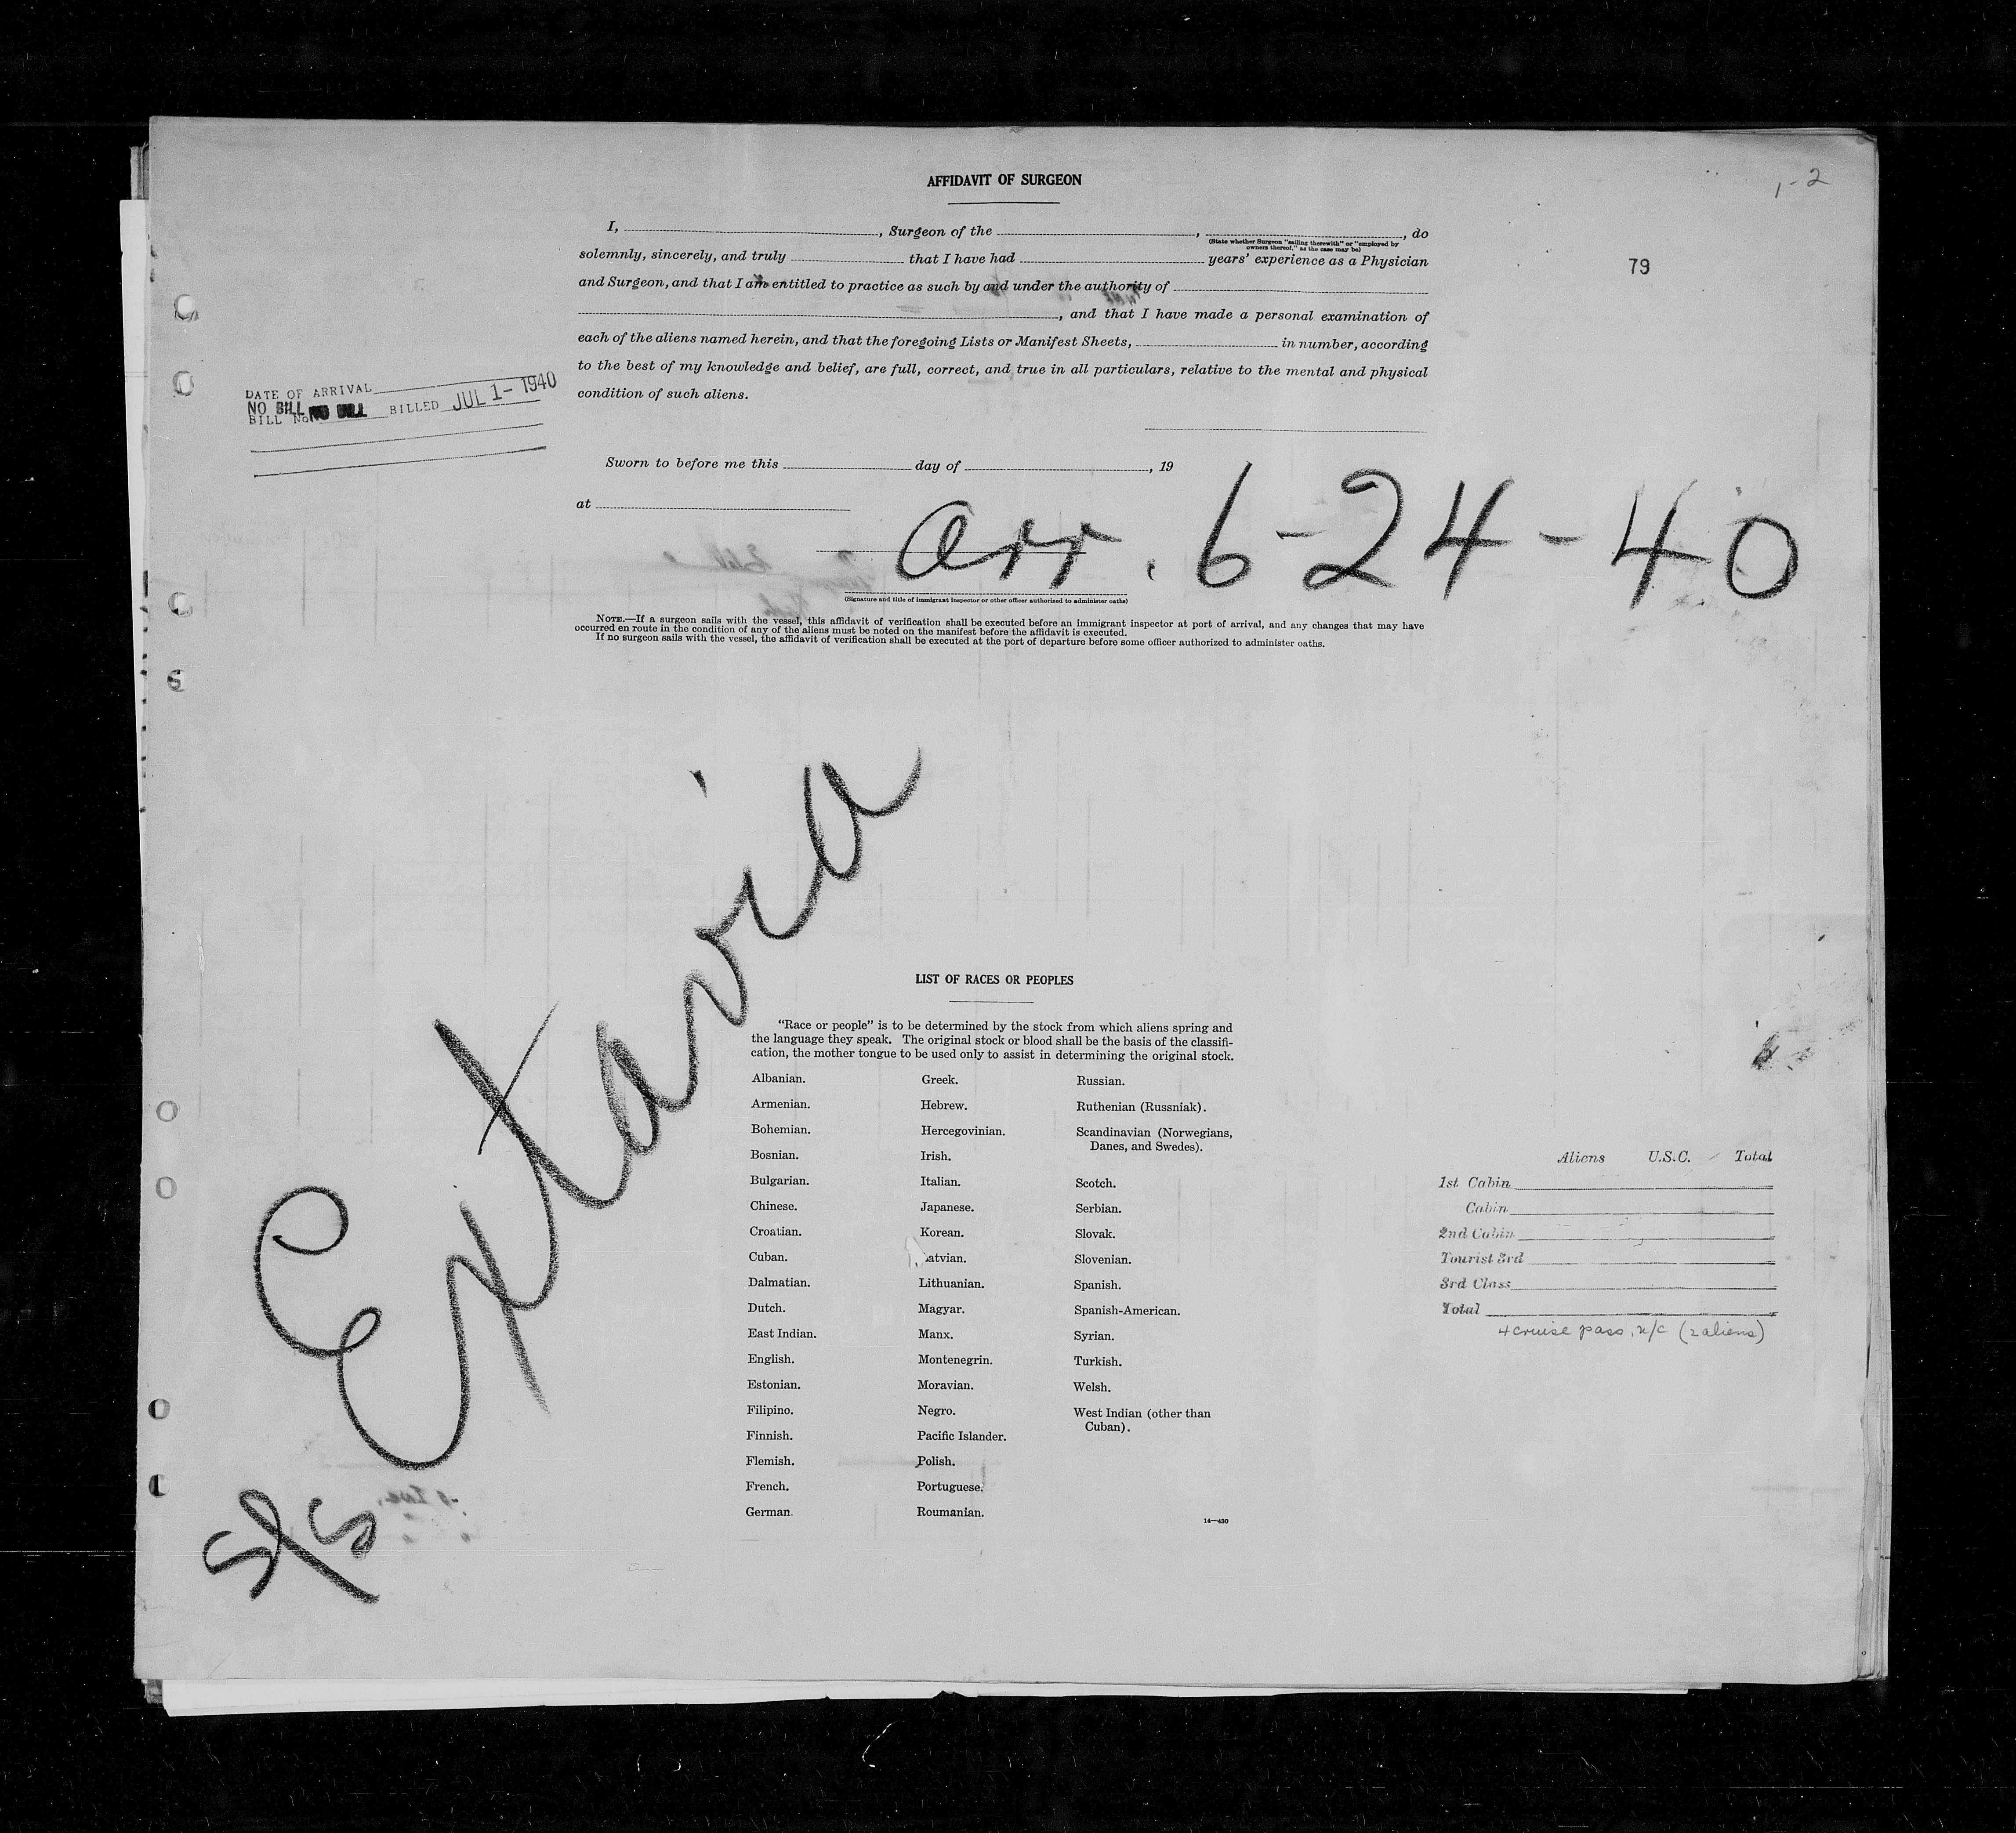 1-2
AFFIDAVIT OF SURGEON
I, , Surgeon of the , , do
(State whether Surgeon "sailing therewith" or "employed by
owners thereof," as the case may be)
solemnly, sincerely, and truly that I have had years' experience as a Physician
79
and Surgeon, and that I am entitled to practice as such by and under the authority of
, and that I have made a personal examination of
each of the aliens named herein, and that the foregoing Lists or Manifest Sheets, in number, according
to the best of my knowledge and belief, are full, correct, and true in all particulars, relative to the mental and physical
condition of such aliens.
DATE OF ARRIVAL
NO BILL NO BILL BILLED JUL 1- 1940
BILL No
Sworn to before me this day of , 19
at
arr. 6-24-40
(Signature and title of immigrant inspector or other officer authorized to administer oaths)
NOTE.—If a surgeon sails with the vessel, this affidavit of verification shall be executed before an immigrant inspector at port of arrival, and any changes that may have
occurred en route in the condition of any of the aliens must be noted on the manifest before the affidavit is executed.
If no surgeon sails with the vessel, the affidavit of verification shall be executed at the port of departure before some officer authorized to administer oaths.
S/S Extavia
LIST OF RACES OR PEOPLES
"Race or people" is to be determined by the stock from which aliens spring and
the language they speak. The original stock or blood shall be the basis of the classifi-
cation, the mother tongue to be used only to assist in determining the original stock.
Albanian.
Armenian.
Bohemian.
Bosnian.
Bulgarian.
Chinese.
Croatian.
Cuban.
Dalmatian.
Dutch.
East Indian.
English.
Estonian.
Filipino.
Finnish.
Flemish.
French.
German.
Greek.
Hebrew.
Hercegovinian.
Irish.
Italian.
Japanese.
Korean.
Latvian.
Lithuanian.
Magyar.
Manx.
Montenegrin.
Moravian.
Negro.
Pacific Islander.
Polish.
Portuguese.
Roumanian.
Russian.
Ruthenian (Russniak).
Scandinavian (Norwegians,
Danes, and Swedes).
Scotch.
Serbian.
Slovak.
Slovenian.
Spanish.
Spanish-American.
Syrian.
Turkish.
Welsh.
West Indian (other than
Cuban).
14—430
Aliens U.S.C. Total
1st Cabin
Cabin
2nd Cabin
Tourist 3rd
3rd Class
Total
4 cruise pass, n/c (2 aliens)